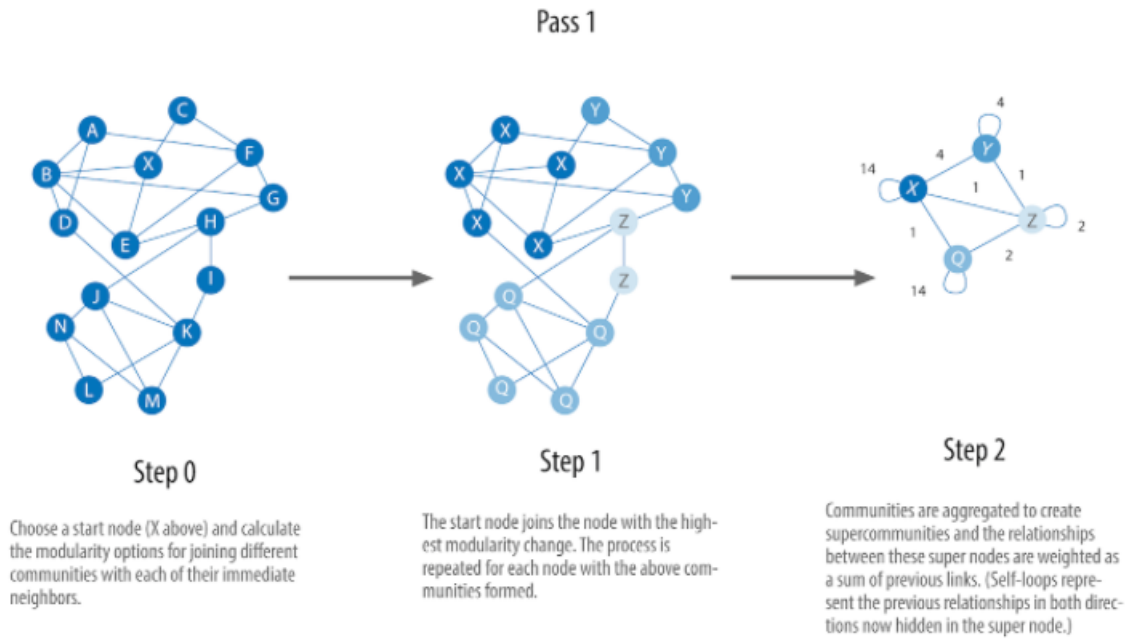 Pass 1
C
A
F
X
B
G
D
H
E
I
J
N
K
L
M
Y
X
Y
X
X
Y
X
Z
X
Z
Q
Q
Q
Q
Q
4
Y
4
14
1
X
1
Z
2
1
Q
2
14
Step 0
Choose a start node (X above) and calculate
the modularity options for joining different
communities with each of their immediate
neighbors.
Step 1
The start node joins the node with the high-
est modularity change. The process is
repeated for each node with the above com-
munities formed.
Step 2
Communities are aggregated to create
supercommunities and the relationships
between these super nodes are weighted as
a sum of previous links. (Self-loops repre-
sent the previous relationships in both direc-
tions now hidden in the super node.)